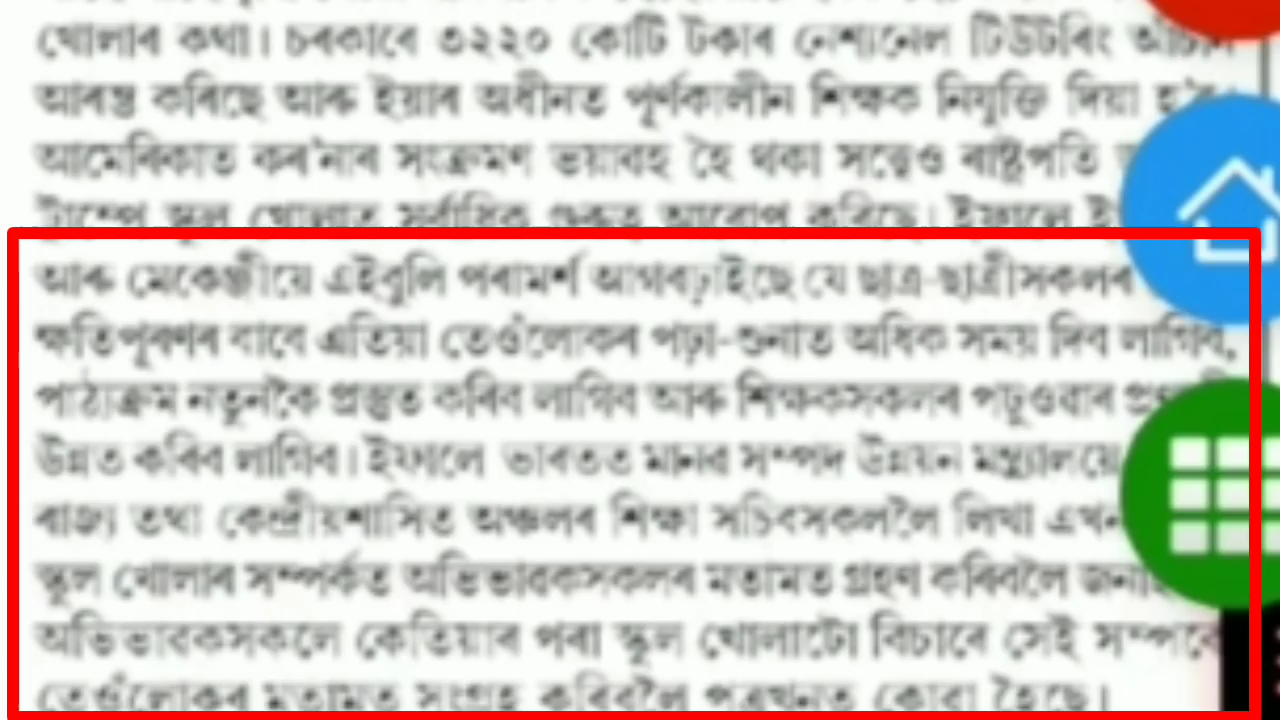 খোলাৰ কথা। চৰকাৰে ৩২২০ কোটি টকাৰ নেশ্যনেল টিউটৰিং
আৰম্ভ কৰিছে আৰু ইয়াৰ অধীনত পূৰ্ণকালীন শিক্ষক নিযুক্তি দিয়া
আমেৰিকাত কৰ'নাৰ সংক্ৰমণ ভয়াবহ হৈ থকা সত্ত্বেও ৰাষ্ট্ৰপতি
ট্ৰাম্পে স্কুল খোলাত সৰ্বাধিক গুৰুত্ব আৰোপ কৰিছে। ইফালে
আৰু মেকেঞ্জীয়ে এইবুলি পৰামৰ্শ আগবঢ়াইছে যে ছাত্ৰ-ছাত্ৰীসকলৰ
ক্ষতিপূৰণৰ বাবে এতিয়া তেওঁলোকৰ পঢ়া-শুনাত অধিক সময় দিব লাগিব,
পাঠ্যক্ৰম নতুনকৈ প্ৰস্তুত কৰিব লাগিব আৰু শিক্ষকসকলৰ পঢ়ুওৱাৰ
উন্নত কৰিব লাগিব। ইফালে ভাৰতত মানৱ সম্পদ উন্নয়ন মন্ত্ৰ্যালয়ে
ৰাজ্য তথা কেন্দ্ৰীয়শাসিত অঞ্চলৰ শিক্ষা সচিবসকললৈ লিখা
স্কুল খোলাৰ সম্পৰ্কত অভিভাৱকসকলৰ মতামত গ্ৰহণ কৰিবলৈ
অভিভাৱকসকলে কেতিয়াৰ পৰা স্কুল খোলাটো বিচাৰে সেই সম্পৰ্কে
তেওঁলোকৰ মতামত সংগ্ৰহ কৰিবলৈ পত্ৰখনত কোৱা হৈছে।